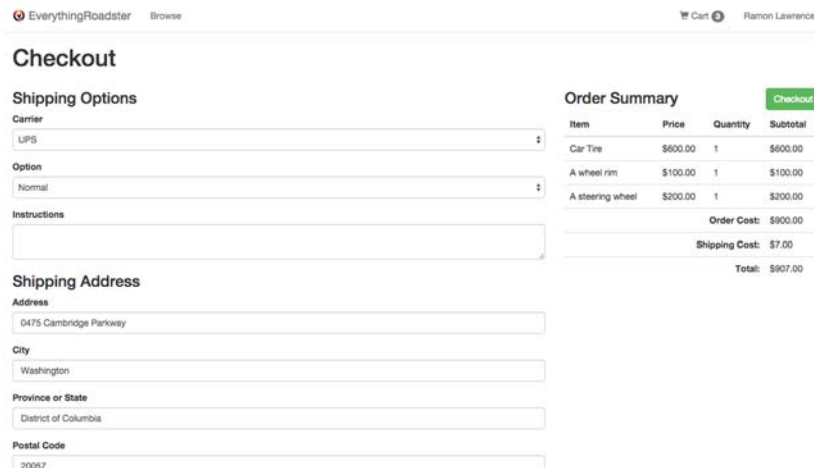 EverythingRoadster Browse Cart 3 Ramon Lawrence
Checkout
Shipping Options
Carrier
UPS
Option
Normal
Instructions
Shipping Address
Address
0475 Cambridge Parkway
City
Washington
Province or State
District of Columbia
Postal Code
20057
Order Summary Checkout
Item Price Quantity Subtotal
Car Tire $600.00 1 $600.00
A wheel rim $100.00 1 $100.00
A steering wheel $200.00 1 $200.00
Order Cost: $900.00
Shipping Cost: $7.00
Total: $907.00